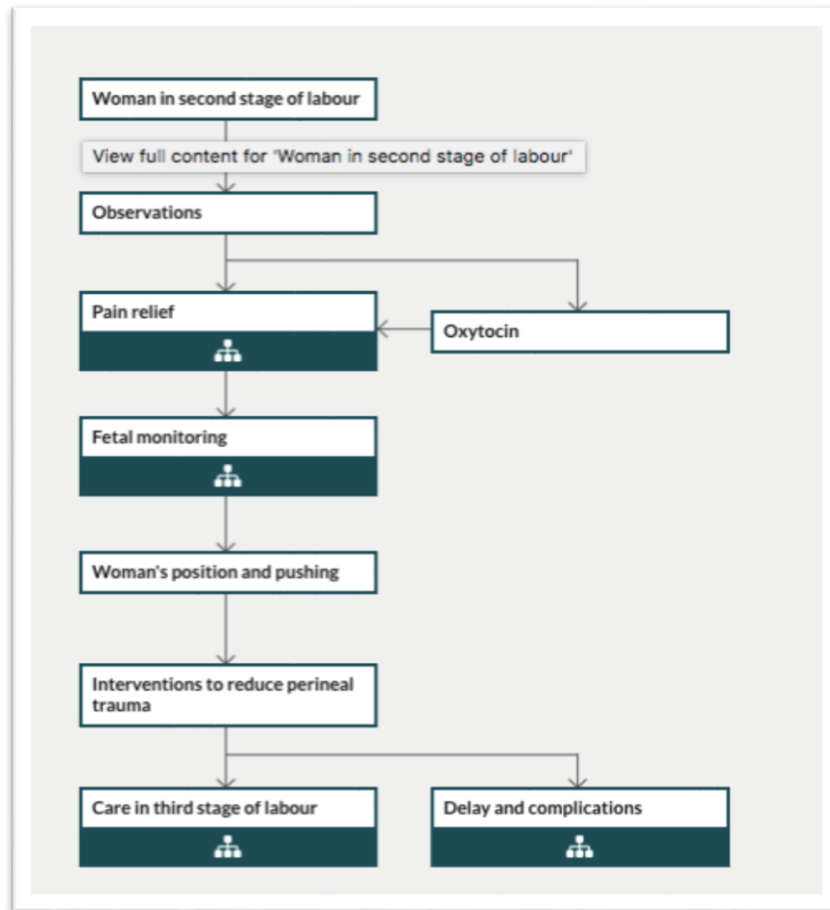 Woman in second stage of labour
View full content for 'Woman in second stage of labour'
Observations
Pain relief
Oxytocin
Fetal monitoring
Woman's position and pushing
Interventions to reduce perineal
trauma
Care in third stage of labour
Delay and complications